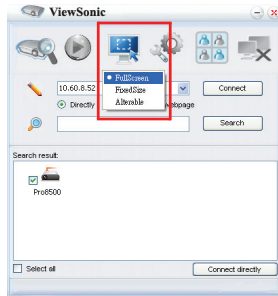 ViewSonic
FullScreen
10.60.8.52
Connect
FixedSize
Directly
Alterable
webpage
Search
Search result:
Pro8500
Select all
Connect directly